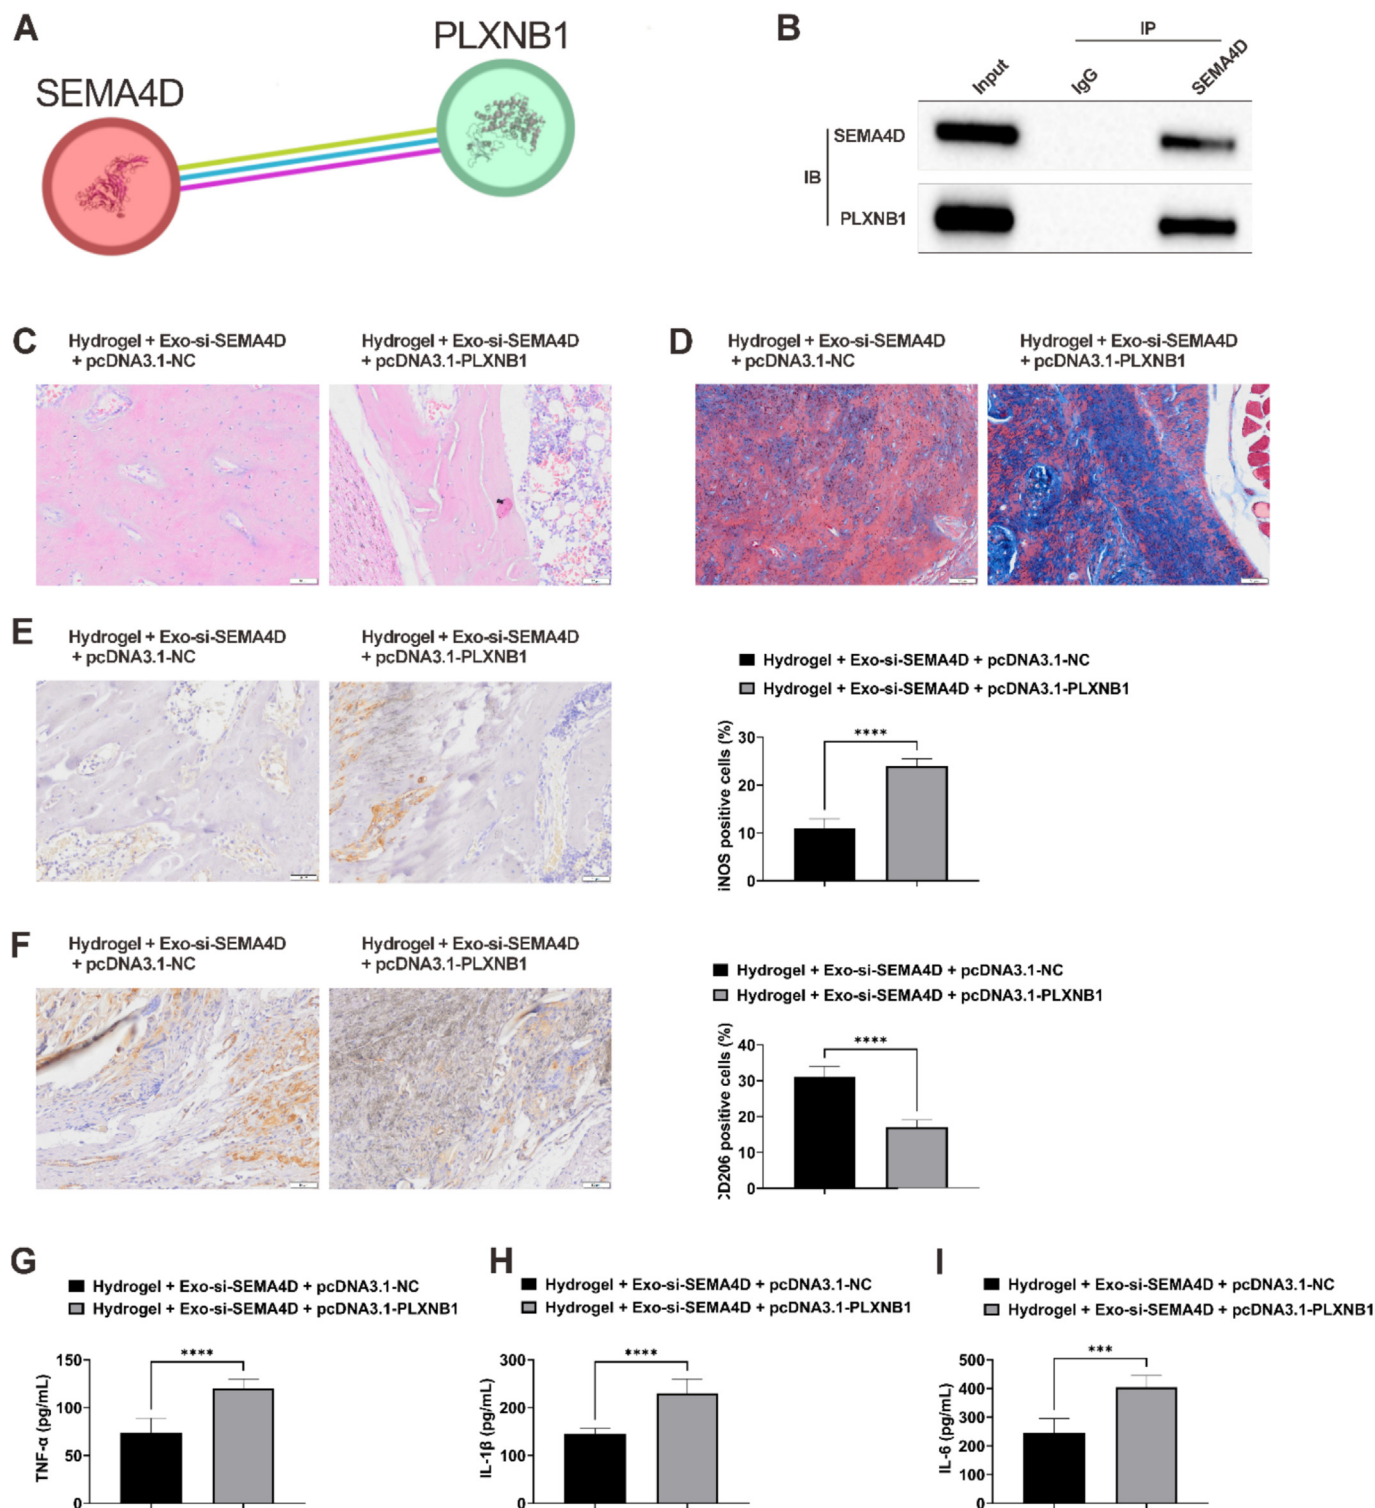 A
SEMA4D
PLXNB1
B
IP
Input
IgG
SEMA4D
IB
SEMA4D
PLXNB1
C
Hydrogel + Exo-si-SEMA4D
+ pcDNA3.1-NC
Hydrogel + Exo-si-SEMA4D
+ pcDNA3.1-PLXNB1
D
Hydrogel + Exo-si-SEMA4D
+ pcDNA3.1-NC
Hydrogel + Exo-si-SEMA4D
+ pcDNA3.1-PLXNB1
E
Hydrogel + Exo-si-SEMA4D
+ pcDNA3.1-NC
Hydrogel + Exo-si-SEMA4D
+ pcDNA3.1-PLXNB1
Hydrogel + Exo-si-SEMA4D + pcDNA3.1-NC
Hydrogel + Exo-si-SEMA4D + pcDNA3.1-PLXNB1
iNOS positive cells (%)
30
20
10
0
****
F
Hydrogel + Exo-si-SEMA4D
+ pcDNA3.1-NC
Hydrogel + Exo-si-SEMA4D
+ pcDNA3.1-PLXNB1
Hydrogel + Exo-si-SEMA4D + pcDNA3.1-NC
Hydrogel + Exo-si-SEMA4D + pcDNA3.1-PLXNB1
CD206 positive cells (%)
40
30
20
10
0
****
G
Hydrogel + Exo-si-SEMA4D + pcDNA3.1-NC
Hydrogel + Exo-si-SEMA4D + pcDNA3.1-PLXNB1
TNF-α (pg/mL)
150
100
50
0
****
H
Hydrogel + Exo-si-SEMA4D + pcDNA3.1-NC
Hydrogel + Exo-si-SEMA4D + pcDNA3.1-PLXNB1
IL-1β (pg/mL)
300
200
100
0
****
I
Hydrogel + Exo-si-SEMA4D + pcDNA3.1-NC
Hydrogel + Exo-si-SEMA4D + pcDNA3.1-PLXNB1
IL-6 (pg/mL)
500
400
300
200
100
0
***